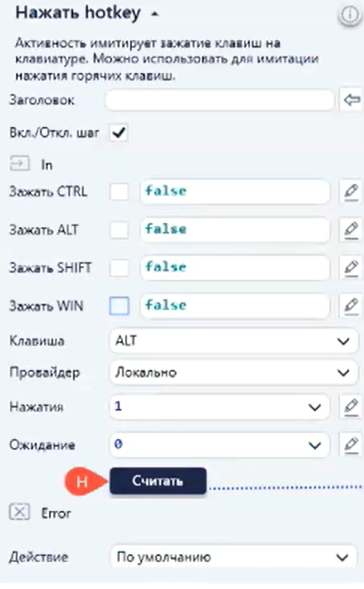 Нажать hotkey
Активность имитирует зажатие клавиш на
клавиатуре. Можно использовать для имитации
нажатия горячих клавиш.
Заголовок
Вкл./Откл. шаг
In
Зажать CTRL false
Зажать ALT false
Зажать SHIFT false
Зажать WIN false
Клавиша ALT
Провайдер Локально
Нажатия 1
Ожидание 0
H Считать
Error
Действие По умолчанию